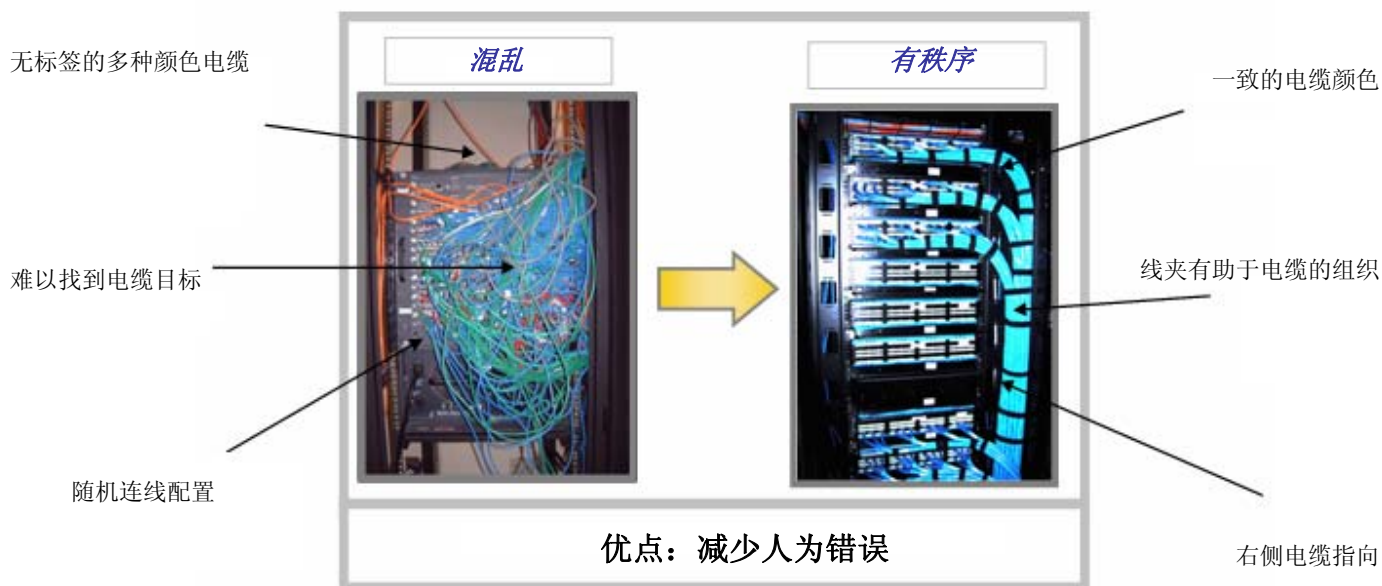 混乱
有秩序
无标签的多种颜色电缆
一致的电缆颜色
难以找到电缆目标
线夹有助于电缆的组织
随机连线配置
右侧电缆指向
优点：减少人为错误